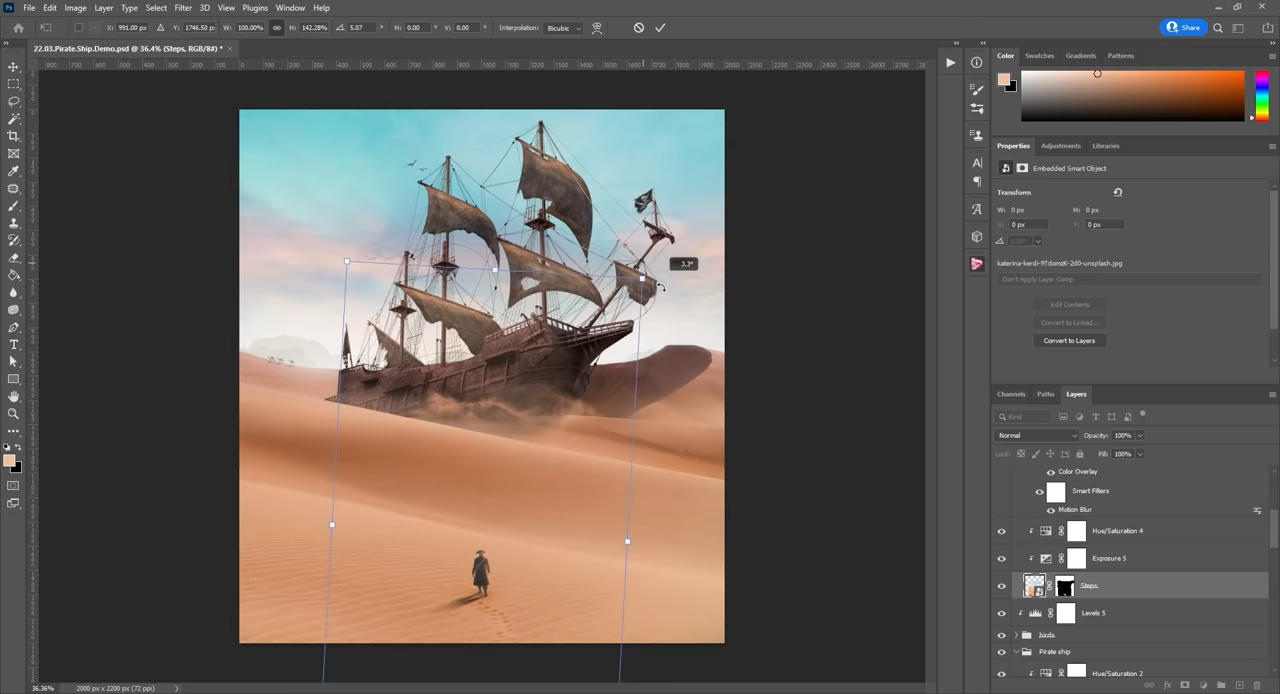 Ps File Edit Image Layer Type Select Filter 3D View Plugins Window Help
X: 991.00 px Y: 1746.50 px W: 100.00% H: 142.28% 5.07 H: 0.00 ° V: 0.00 ° Interpolation: Bicubic Share
22.03.Pirate.Ship.Demo.psd @ 36.4% (Steps, RGB/8#) * ×
Color Swatches Gradients Patterns
Properties Adjustments Libraries
Embedded Smart Object
Transform
W: 0 px H: 0 px
X: 0 px Y: 0 px
0.00°
katerina-kerdi-9TdomzK-2d0-unsplash.jpg
Don't Apply Layer Comp
Edit Contents
Convert to Linked...
Convert to Layers
3.3°
Channels Paths Layers
Kind
Normal Opacity: 100%
Lock: Fill: 100%
Color Overlay
Smart Filters
Motion Blur
Hue/Saturation 4
Exposure 5
Steps
Levels 5
birds
Pirate ship
Hue/Saturation 2
36.36% 2000 px x 2200 px (72 ppi)